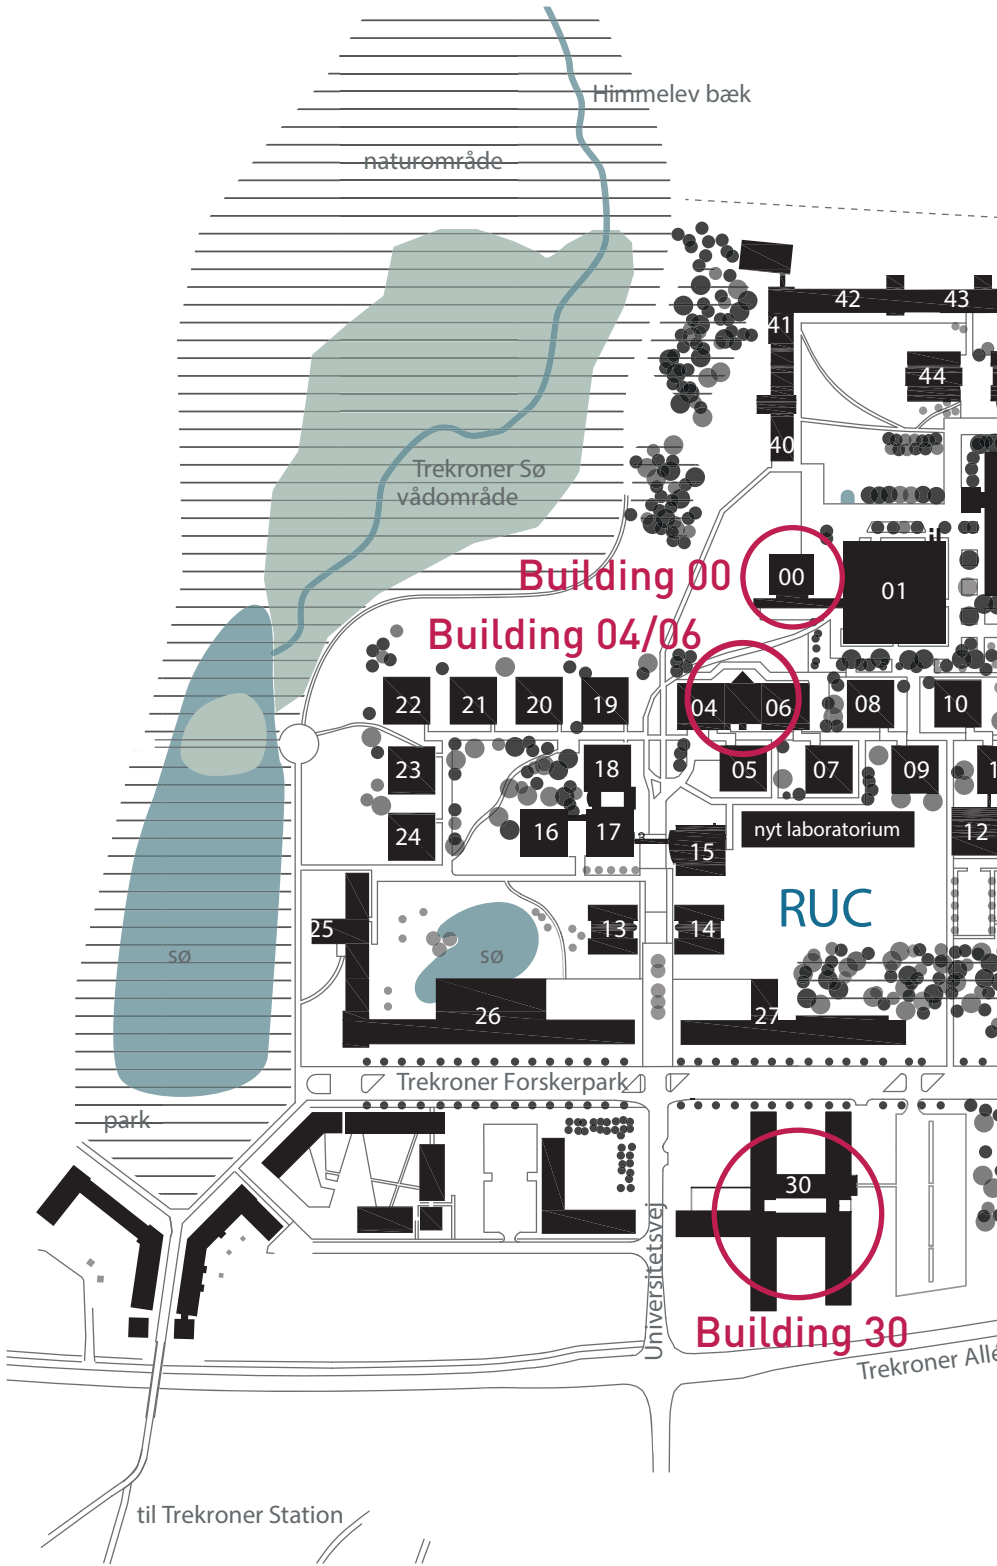 Himmelev bæk
naturområde
42
43
41
44
40
Trekroner Sø
vådområde
Building 00
00
01
Building 04/06
22
21
20
19
04
06
08
10
23
18
05
07
09
1
24
16
17
15
nyt laboratorium
12
RUC
25
13
14
sø
sø
26
27
Trekroner Forskerpark
park
30
Universitetsvej
Building 30
Trekroner Allé
til Trekroner Station